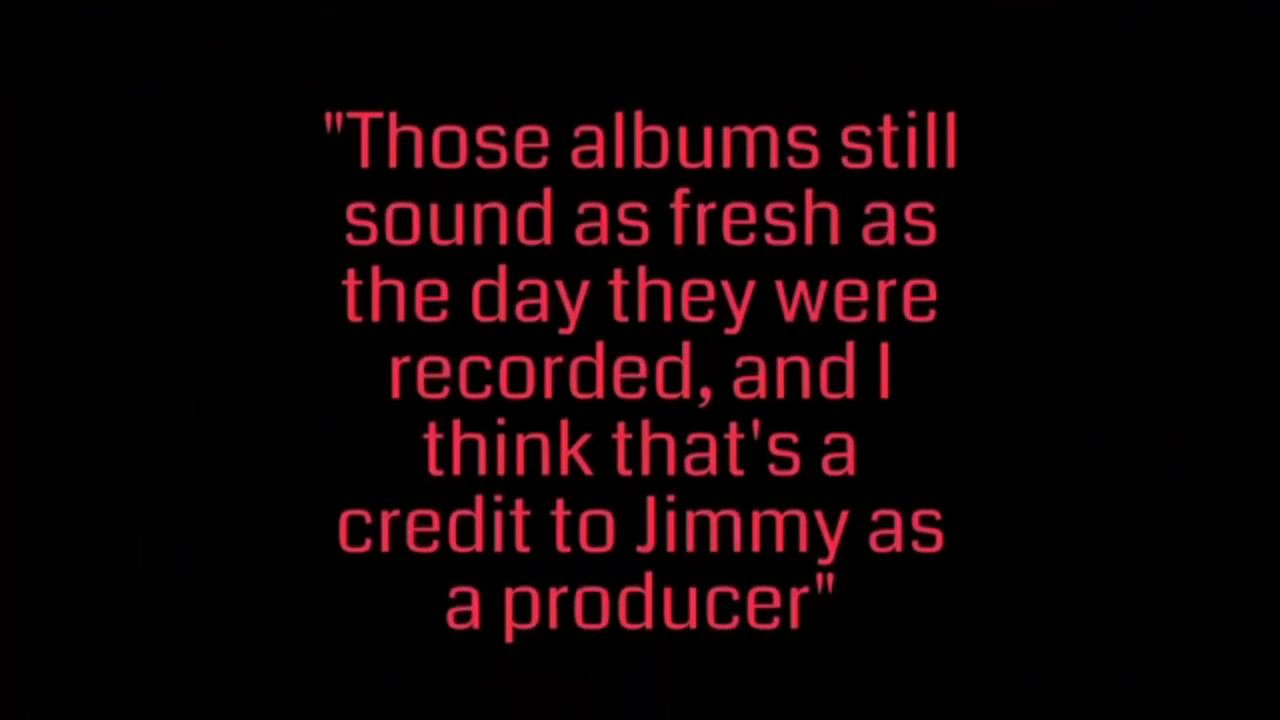 "Those albums still
sound as fresh as
the day they were
recorded, and I
think that's a
credit to Jimmy as
a producer"